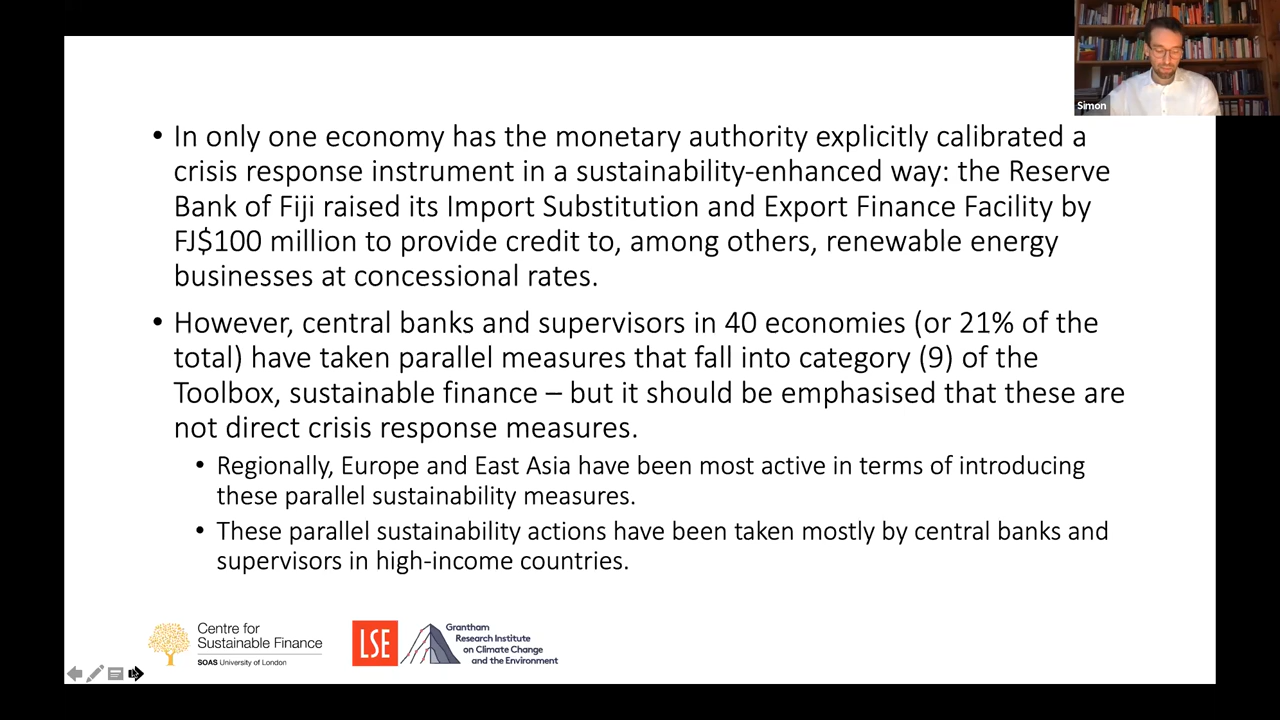 Simon
• In only one economy has the monetary authority explicitly calibrated a
crisis response instrument in a sustainability-enhanced way: the Reserve
Bank of Fiji raised its Import Substitution and Export Finance Facility by
FJ$100 million to provide credit to, among others, renewable energy
businesses at concessional rates.
• However, central banks and supervisors in 40 economies (or 21% of the
total) have taken parallel measures that fall into category (9) of the
Toolbox, sustainable finance – but it should be emphasised that these are
not direct crisis response measures.
• Regionally, Europe and East Asia have been most active in terms of introducing
these parallel sustainability measures.
• These parallel sustainability actions have been taken mostly by central banks and
supervisors in high-income countries.
Centre for
Sustainable Finance
SOAS University of London
LSE
Grantham
Research Institute
on Climate Change
and the Environment